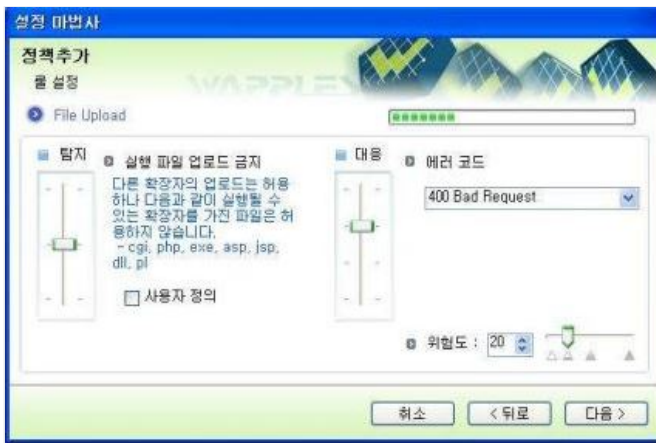 설정 마법사
정책추가
룰 설정
WAPPLES
File Upload
탐지
실행 파일 업로드 금지
다른 확장자의 업로드는 허용
하나 다음과 같이 실행될 수
있는 확장자를 가진 파일은 허
용하지 않습니다.
- cgi, php, exe, asp, jsp,
dll, pl
사용자 정의
대응
에러 코드
400 Bad Request
위험도 : 20
취소
< 뒤로
다음 >